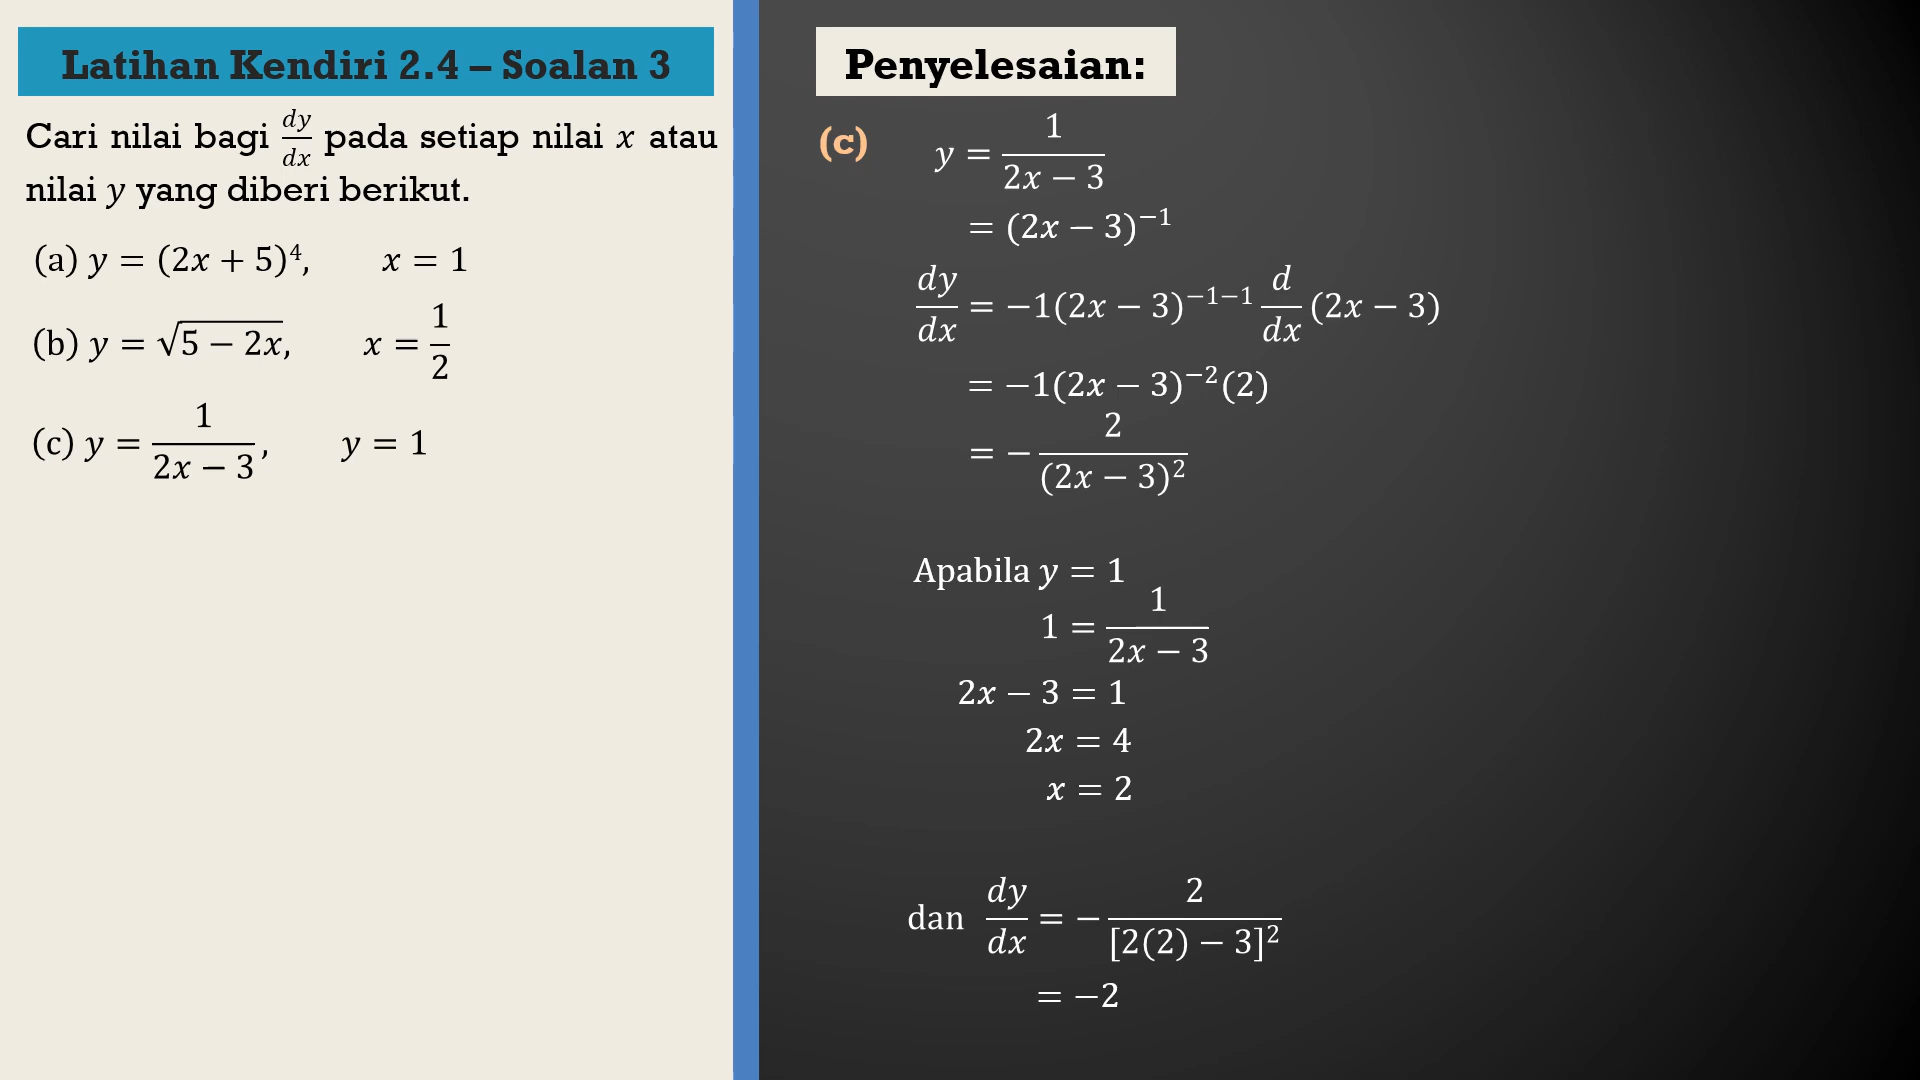 Latihan Kendiri 2.4 – Soalan 3
Cari nilai bagi dy/dx pada setiap nilai x atau
nilai y yang diberi berikut.
(a) y = (2x + 5)⁴, x = 1
(b) y = √(5 − 2x), x = 1/2
(c) y = 1/(2x − 3), y = 1
Penyelesaian:
(c) y = 1/(2x − 3)
= (2x − 3)⁻¹
dy/dx = −1(2x − 3)⁻¹⁻¹ d/dx (2x − 3)
= −1(2x − 3)⁻²(2)
= − 2/(2x − 3)²
Apabila y = 1
1 = 1/(2x − 3)
2x − 3 = 1
2x = 4
x = 2
dan dy/dx = − 2/[2(2) − 3]²
= −2